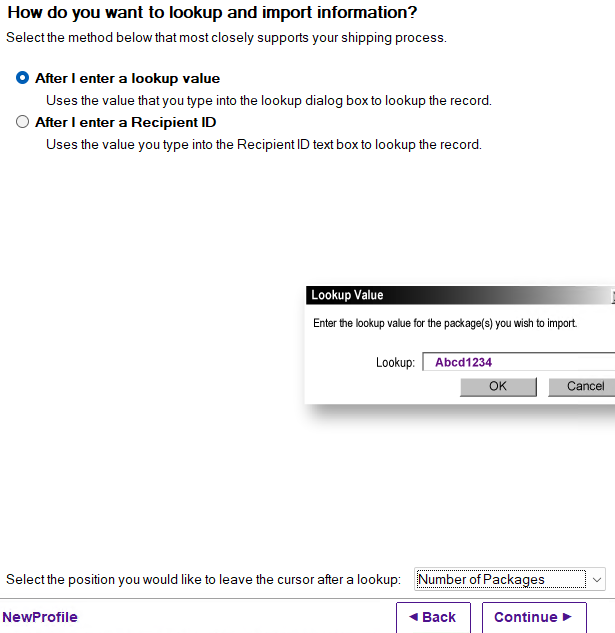 How do you want to lookup and import information?
Select the method below that most closely supports your shipping process.
After I enter a lookup value
Uses the value that you type into the lookup dialog box to lookup the record.
After I enter a Recipient ID
Uses the value you type into the Recipient ID text box to lookup the record.
Lookup Value
Enter the lookup value for the package(s) you wish to import.
Lookup: Abcd1234
OK Cancel
Select the position you would like to leave the cursor after a lookup: Number of Packages
NewProfile ◄ Back Continue ►